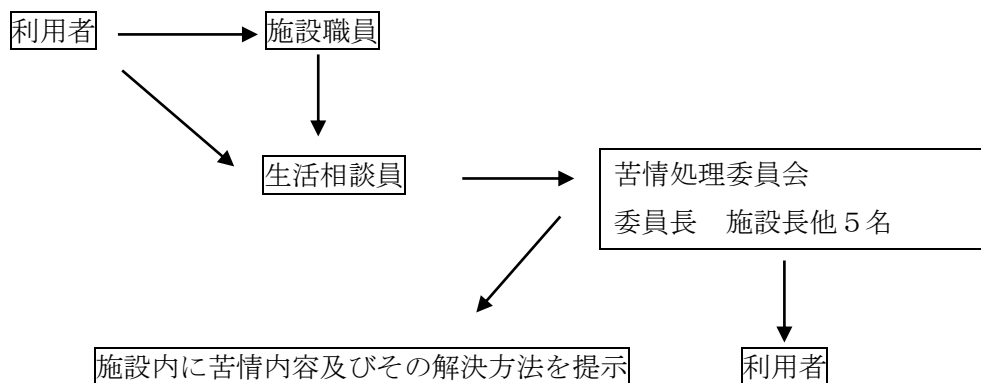 利用者
施設職員
生活相談員
苦情処理委員会
委員長　施設長他５名
施設内に苦情内容及びその解決方法を提示
利用者